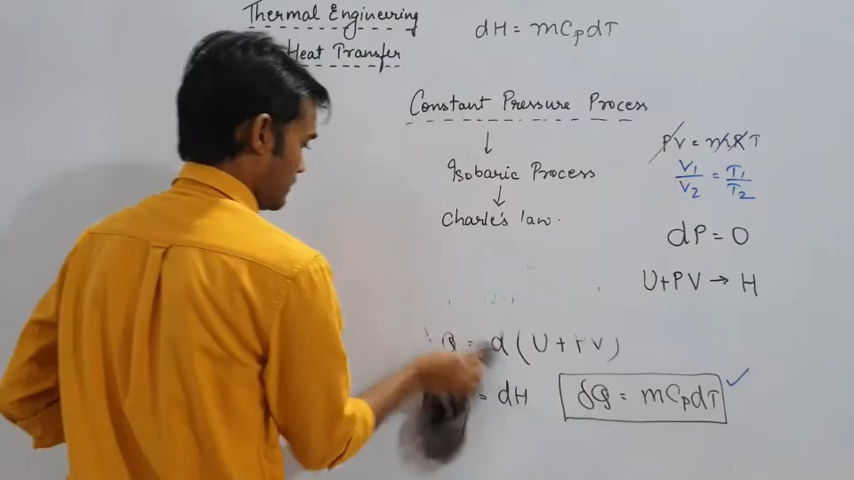 Thermal Engineering
Heat Transfer
dH = mCpdT
Constant Pressure Process
↓
Isobaric Process
↓
Charle's law.
PV = mRT
V1/V2 = T1/T2
dP = 0
U+PV → H
Q = d (U+PV)
= dH
δQ = mCpdT ✓